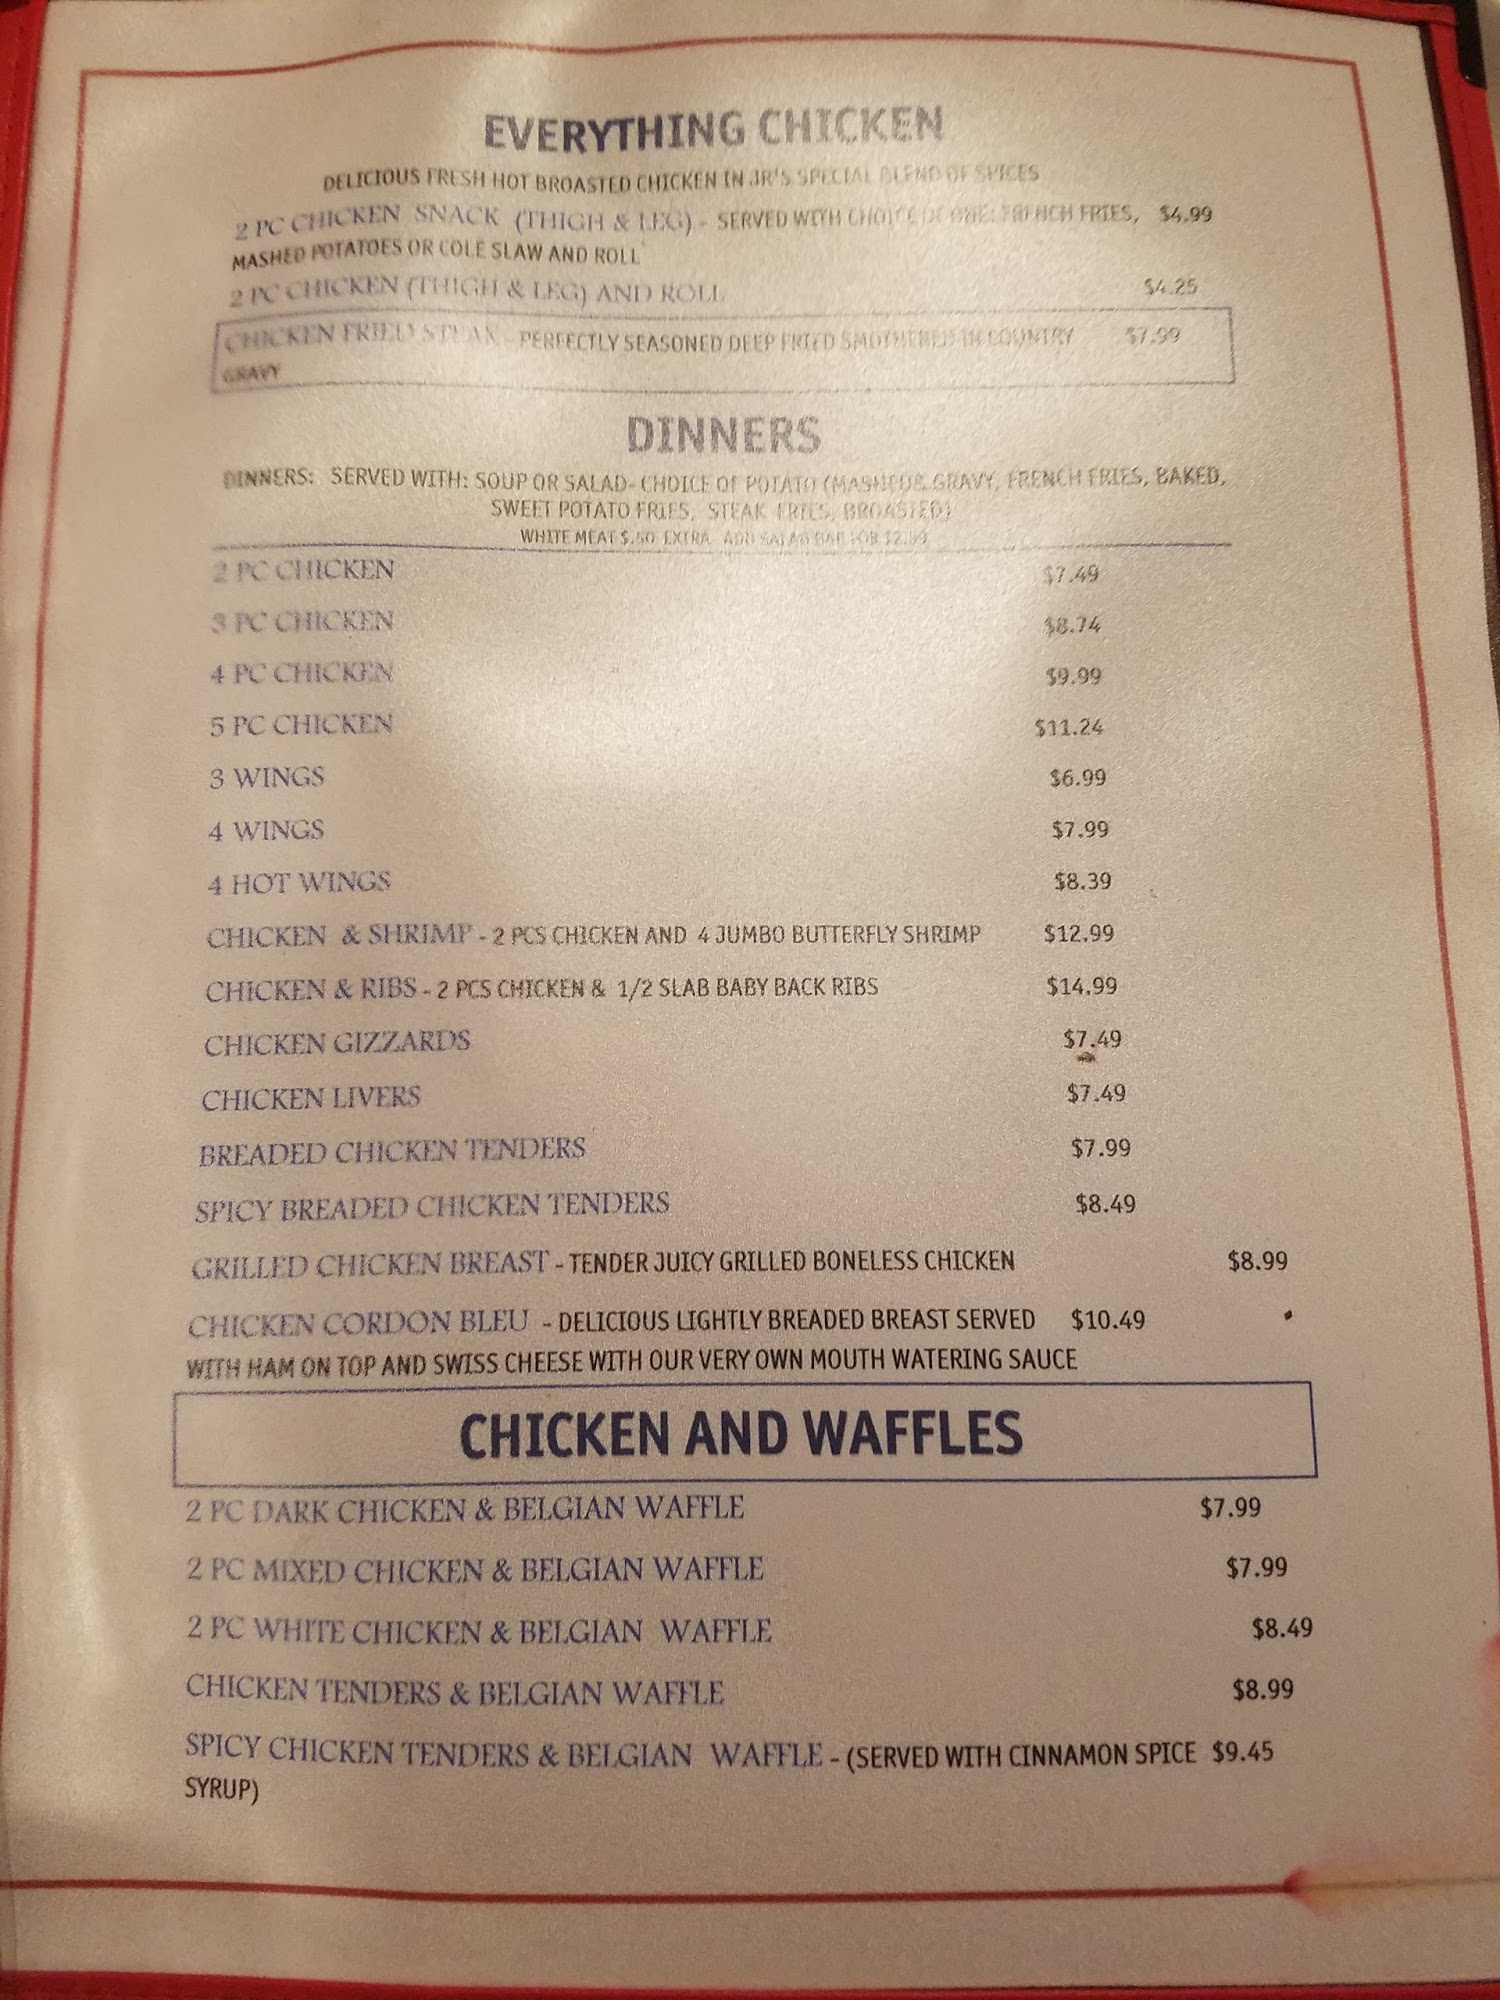 EVERYTHING CHICKEN
DELICIOUS FRESH HOT BROASTED CHICKEN IN JR'S SPECIAL BLEND OF SPICES
2 PC CHICKEN SNACK (THIGH & LEG) - SERVED WITH CHOICE OF ONE: FRENCH FRIES, $4.99
MASHED POTATOES OR COLE SLAW AND ROLL
2 PC CHICKEN (THIGH & LEG) AND ROLL $4.25
CHICKEN FRIED STEAK - PERFECTLY SEASONED DEEP FRIED SMOTHERED IN COUNTRY $7.99
GRAVY
DINNERS
DINNERS: SERVED WITH: SOUP OR SALAD- CHOICE OF POTATO (MASHED& GRAVY, FRENCH FRIES, BAKED,
SWEET POTATO FRIES, STEAK FRIES, BROASTED)
WHITE MEAT $.50 EXTRA ADD SALAD BAR FOR $2.99
2 PC CHICKEN $7.49
3 PC CHICKEN $8.74
4 PC CHICKEN $9.99
5 PC CHICKEN $11.24
3 WINGS $6.99
4 WINGS $7.99
4 HOT WINGS $8.39
CHICKEN & SHRIMP - 2 PCS CHICKEN AND 4 JUMBO BUTTERFLY SHRIMP $12.99
CHICKEN & RIBS - 2 PCS CHICKEN & 1/2 SLAB BABY BACK RIBS $14.99
CHICKEN GIZZARDS $7.49
CHICKEN LIVERS $7.49
BREADED CHICKEN TENDERS $7.99
SPICY BREADED CHICKEN TENDERS $8.49
GRILLED CHICKEN BREAST - TENDER JUICY GRILLED BONELESS CHICKEN $8.99
CHICKEN CORDON BLEU - DELICIOUS LIGHTLY BREADED BREAST SERVED $10.49
WITH HAM ON TOP AND SWISS CHEESE WITH OUR VERY OWN MOUTH WATERING SAUCE
CHICKEN AND WAFFLES
2 PC DARK CHICKEN & BELGIAN WAFFLE $7.99
2 PC MIXED CHICKEN & BELGIAN WAFFLE $7.99
2 PC WHITE CHICKEN & BELGIAN WAFFLE $8.49
CHICKEN TENDERS & BELGIAN WAFFLE $8.99
SPICY CHICKEN TENDERS & BELGIAN WAFFLE - (SERVED WITH CINNAMON SPICE $9.45
SYRUP)